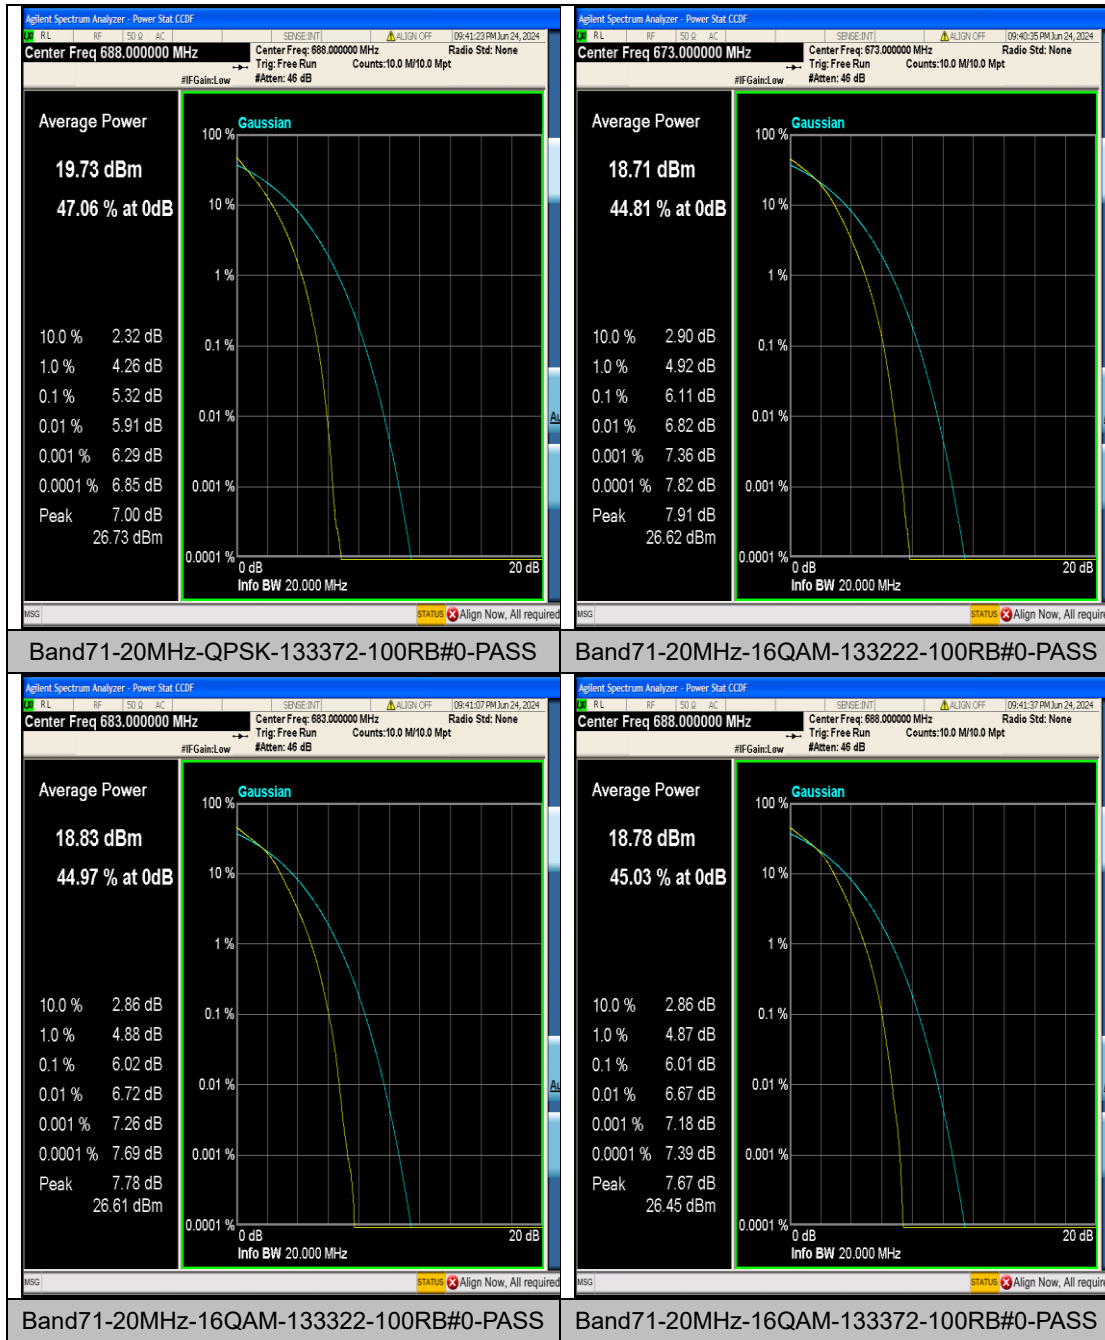 Agilent Spectrum Analyzer - Power Stat CCDF
RL RF 50 Ω AC SENSE:INT ALIGN OFF 09:41:23 PM Jun 24, 2024
Center Freq 688.000000 MHz
Center Freq: 688.000000 MHz Radio Std: None
Trig: Free Run Counts:10.0 M/10.0 Mpt
#IFGain:Low #Atten: 46 dB
Average Power
19.73 dBm
47.06 % at 0dB
10.0 % 2.32 dB
1.0 % 4.26 dB
0.1 % 5.32 dB
0.01 % 5.91 dB
0.001 % 6.29 dB
0.0001 % 6.85 dB
Peak 7.00 dB
26.73 dBm
Gaussian
100 %
10 %
1 %
0.1 %
0.01 %
0.001 %
0.0001 %
0 dB 20 dB
Info BW 20.000 MHz
MSG STATUS Align Now, All required
Band71-20MHz-QPSK-133372-100RB#0-PASS
Agilent Spectrum Analyzer - Power Stat CCDF
RL RF 50 Ω AC SENSE:INT ALIGN OFF 09:40:35 PM Jun 24, 2024
Center Freq 673.000000 MHz
Center Freq: 673.000000 MHz Radio Std: None
Trig: Free Run Counts:10.0 M/10.0 Mpt
#IFGain:Low #Atten: 46 dB
Average Power
18.71 dBm
44.81 % at 0dB
10.0 % 2.90 dB
1.0 % 4.92 dB
0.1 % 6.11 dB
0.01 % 6.82 dB
0.001 % 7.36 dB
0.0001 % 7.82 dB
Peak 7.91 dB
26.62 dBm
Gaussian
100 %
10 %
1 %
0.1 %
0.01 %
0.001 %
0.0001 %
0 dB 20 dB
Info BW 20.000 MHz
MSG STATUS Align Now, All require
Band71-20MHz-16QAM-133222-100RB#0-PASS
Agilent Spectrum Analyzer - Power Stat CCDF
RL RF 50 Ω AC SENSE:INT ALIGN OFF 09:41:07 PM Jun 24, 2024
Center Freq 683.000000 MHz
Center Freq: 683.000000 MHz Radio Std: None
Trig: Free Run Counts:10.0 M/10.0 Mpt
#IFGain:Low #Atten: 46 dB
Average Power
18.83 dBm
44.97 % at 0dB
10.0 % 2.86 dB
1.0 % 4.88 dB
0.1 % 6.02 dB
0.01 % 6.72 dB
0.001 % 7.26 dB
0.0001 % 7.69 dB
Peak 7.78 dB
26.61 dBm
Gaussian
100 %
10 %
1 %
0.1 %
0.01 %
0.001 %
0.0001 %
0 dB 20 dB
Info BW 20.000 MHz
MSG STATUS Align Now, All required
Band71-20MHz-16QAM-133322-100RB#0-PASS
Agilent Spectrum Analyzer - Power Stat CCDF
RL RF 50 Ω AC SENSE:INT ALIGN OFF 09:41:37 PM Jun 24, 2024
Center Freq 688.000000 MHz
Center Freq: 688.000000 MHz Radio Std: None
Trig: Free Run Counts:10.0 M/10.0 Mpt
#IFGain:Low #Atten: 46 dB
Average Power
18.78 dBm
45.03 % at 0dB
10.0 % 2.86 dB
1.0 % 4.87 dB
0.1 % 6.01 dB
0.01 % 6.67 dB
0.001 % 7.18 dB
0.0001 % 7.39 dB
Peak 7.67 dB
26.45 dBm
Gaussian
100 %
10 %
1 %
0.1 %
0.01 %
0.001 %
0.0001 %
0 dB 20 dB
Info BW 20.000 MHz
MSG STATUS Align Now, All require
Band71-20MHz-16QAM-133372-100RB#0-PASS